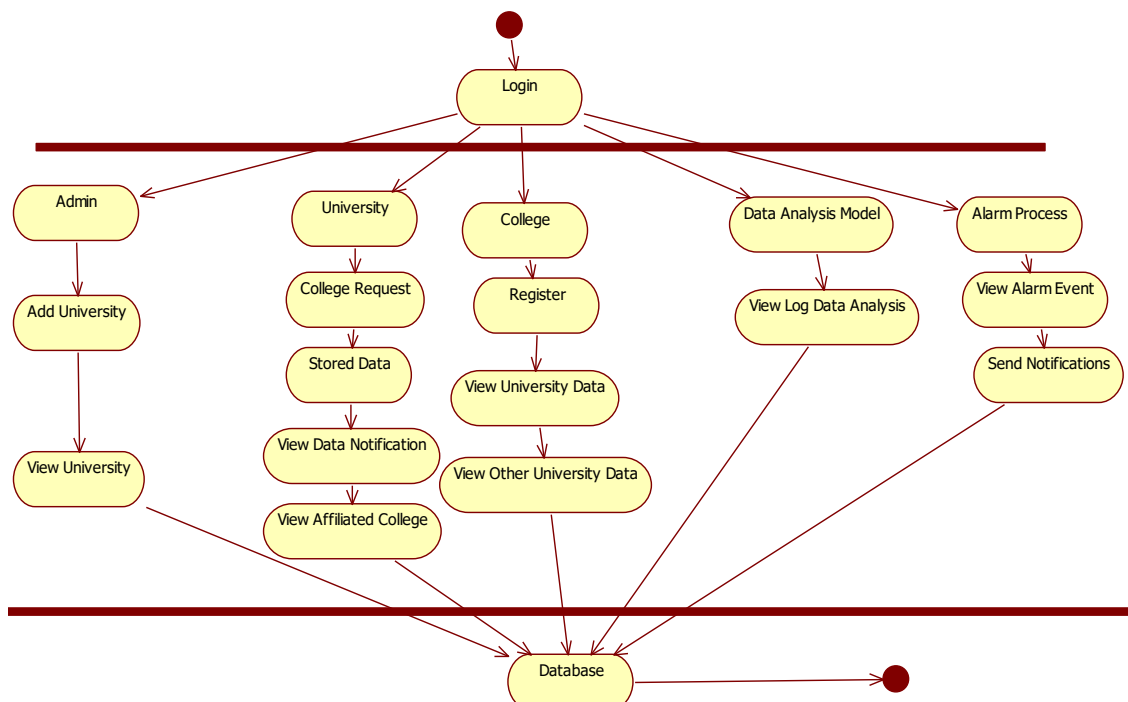 Login
Admin
University
College
Data Analysis Model
Alarm Process
Add University
College Request
Register
View Log Data Analysis
View Alarm Event
Stored Data
View University Data
Send Notifications
View University
View Data Notification
View Other University Data
View Affiliated College
Database